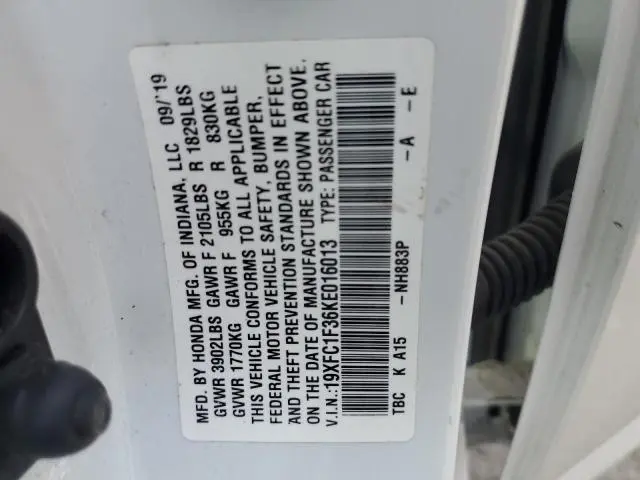 MFD. BY HONDA MFG. OF INDIANA, LLC 09/'19
GVWR 3902LBS GAWR F 2105LBS R 1829LBS
GVWR 1770KG GAWR F 955KG R 830KG
THIS VEHICLE CONFORMS TO ALL APPLICABLE
FEDERAL MOTOR VEHICLE SAFETY, BUMPER,
AND THEFT PREVENTION STANDARDS IN EFFECT
ON THE DATE OF MANUFACTURE SHOWN ABOVE.
V.I.N.:19XFC1F36KE016013 TYPE: PASSENGER CAR
TBC K A15 -NH883P -A -E